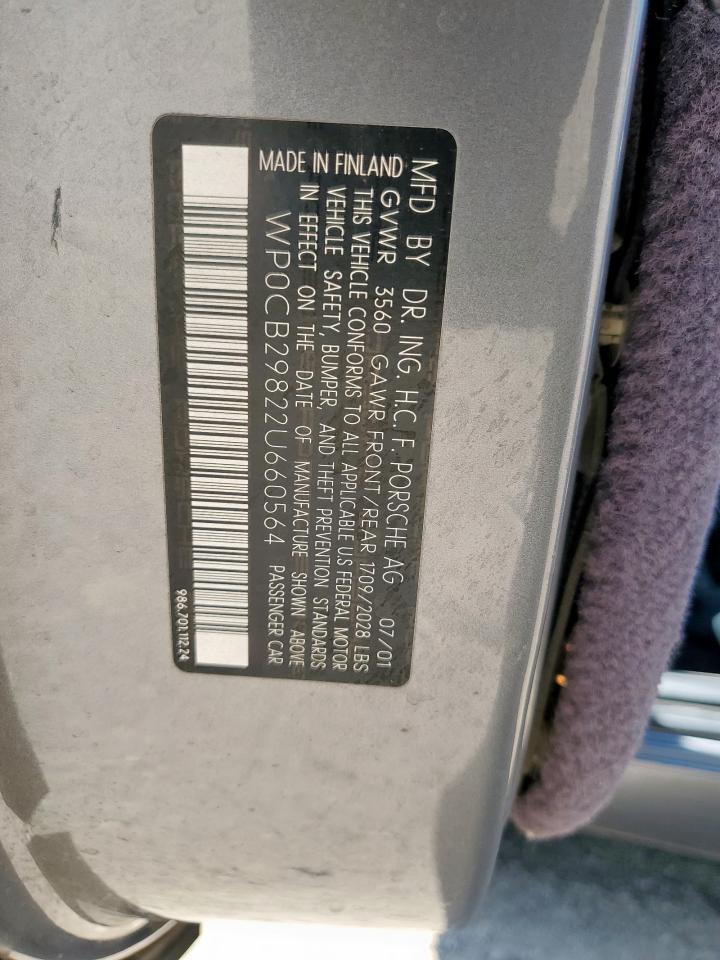 MFD BY DR. ING. H.C. F. PORSCHE AG 07/01
GVWR 3560 GAWR FRONT/REAR 1709/2028 LBS
THIS VEHICLE CONFORMS TO ALL APPLICABLE U.S FEDERAL MOTOR
VEHICLE SAFETY, BUMPER, AND THEFT PREVENTION STANDARDS
IN EFFECT ON THE DATE OF MANUFACTURE SHOWN ABOVE
MADE IN FINLAND
WP0CB29822U660564 PASSENGER CAR
986.701.112.24